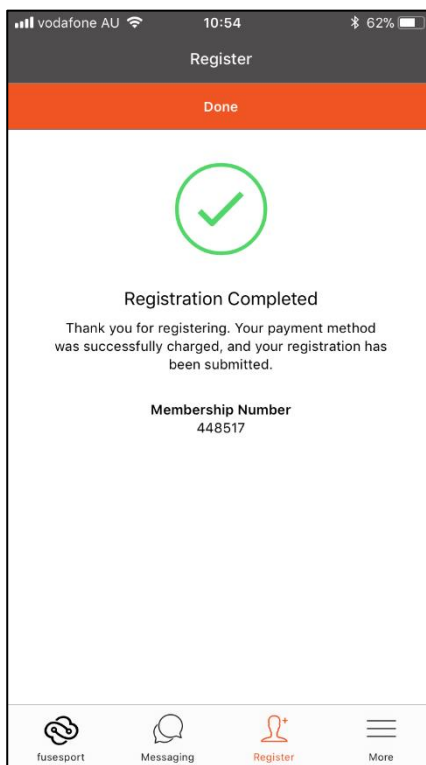 vodafone AU 10:54 62%
Register
Done
Registration Completed
Thank you for registering. Your payment method
was successfully charged, and your registration has
been submitted.
Membership Number
448517
fusesport Messaging Register More